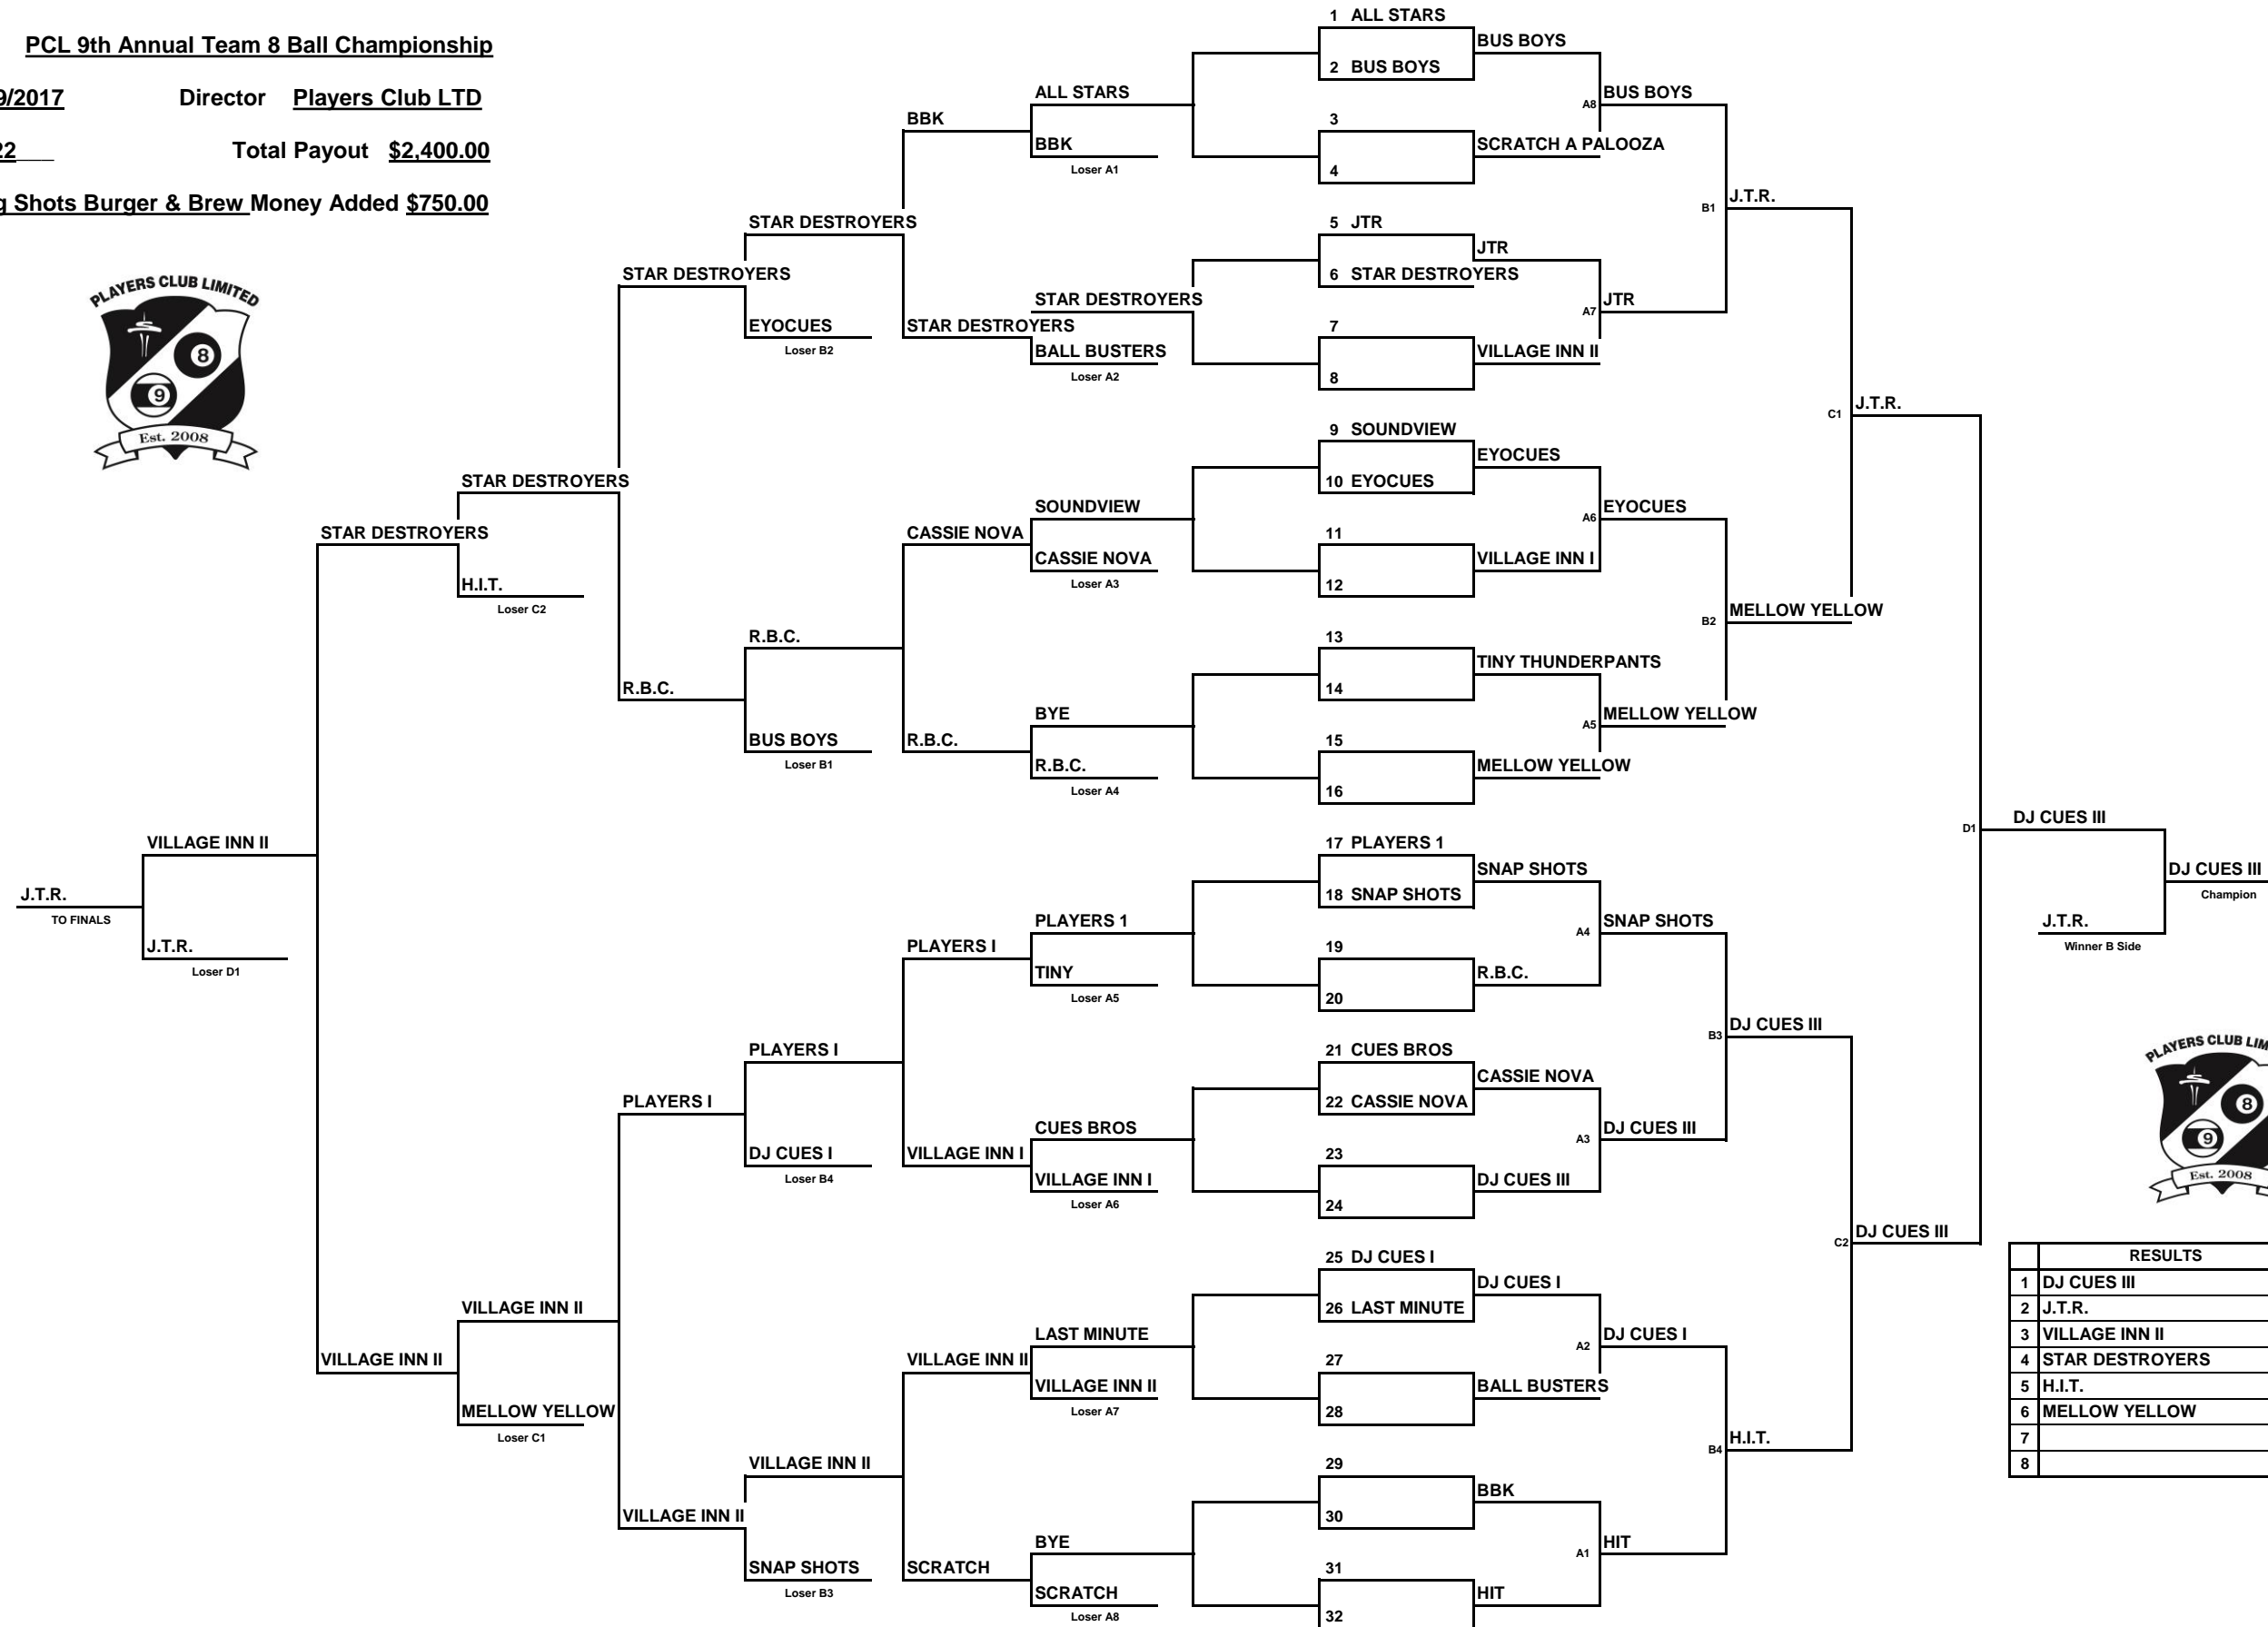 PCL 9th Annual Team 8 Ball Championship
9/2017 Director Players Club LTD
22___ Total Payout $2,400.00
g Shots Burger & Brew Money Added $750.00
PLAYERS CLUB LIMITED
8
9
Est. 2008
J.T.R.
TO FINALS
VILLAGE INN II
J.T.R.
Loser D1
STAR DESTROYERS
VILLAGE INN II
STAR DESTROYERS
H.I.T.
Loser C2
VILLAGE INN II
MELLOW YELLOW
Loser C1
STAR DESTROYERS
R.B.C.
PLAYERS I
VILLAGE INN II
STAR DESTROYERS
EYOCUES
Loser B2
R.B.C.
BUS BOYS
Loser B1
PLAYERS I
DJ CUES I
Loser B4
VILLAGE INN II
SNAP SHOTS
Loser B3
BBK
STAR DESTROYERS
CASSIE NOVA
R.B.C.
PLAYERS I
VILLAGE INN I
VILLAGE INN II
SCRATCH
ALL STARS
BBK
Loser A1
STAR DESTROYERS
BALL BUSTERS
Loser A2
SOUNDVIEW
CASSIE NOVA
Loser A3
BYE
R.B.C.
Loser A4
PLAYERS 1
TINY
Loser A5
CUES BROS
VILLAGE INN I
Loser A6
LAST MINUTE
VILLAGE INN II
Loser A7
BYE
SCRATCH
Loser A8
1 ALL STARS
2 BUS BOYS
3
4
5 JTR
6 STAR DESTROYERS
7
8
9 SOUNDVIEW
10 EYOCUES
11
12
13
14
15
16
17 PLAYERS 1
18 SNAP SHOTS
19
20
21 CUES BROS
22 CASSIE NOVA
23
24
25 DJ CUES I
26 LAST MINUTE
27
28
29
30
31
32
BUS BOYS
SCRATCH A PALOOZA
JTR
VILLAGE INN II
EYOCUES
VILLAGE INN I
TINY THUNDERPANTS
MELLOW YELLOW
SNAP SHOTS
R.B.C.
CASSIE NOVA
DJ CUES III
DJ CUES I
BALL BUSTERS
BBK
HIT
A8 BUS BOYS
A7 JTR
A6 EYOCUES
A5 MELLOW YELLOW
A4 SNAP SHOTS
A3 DJ CUES III
A2 DJ CUES I
A1 HIT
B1 J.T.R.
B2 MELLOW YELLOW
B3 DJ CUES III
B4 H.I.T.
C1 J.T.R.
C2 DJ CUES III
D1 DJ CUES III
J.T.R.
Winner B Side
DJ CUES III
Champion
PLAYERS CLUB LIM
8
9
Est. 2008
RESULTS
1 DJ CUES III
2 J.T.R.
3 VILLAGE INN II
4 STAR DESTROYERS
5 H.I.T.
6 MELLOW YELLOW
7
8